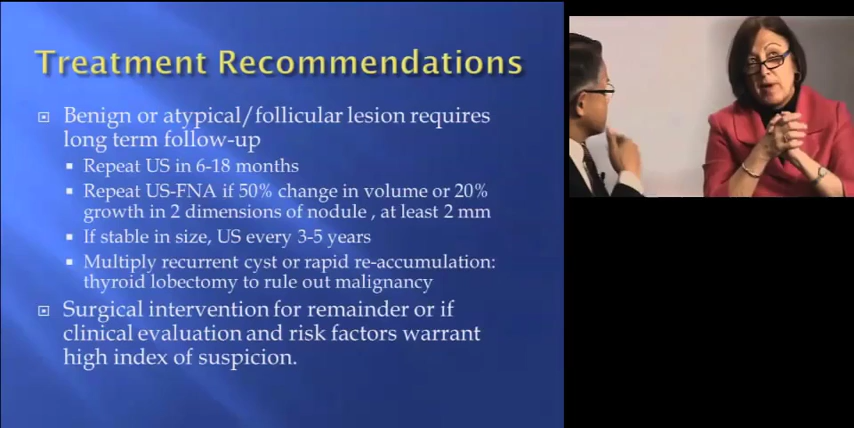 Treatment Recommendations
Benign or atypical/follicular lesion requires
long term follow-up
Repeat US in 6-18 months
Repeat US-FNA if 50% change in volume or 20%
growth in 2 dimensions of nodule , at least 2 mm
If stable in size, US every 3-5 years
Multiply recurrent cyst or rapid re-accumulation:
thyroid lobectomy to rule out malignancy
Surgical intervention for remainder or if
clinical evaluation and risk factors warrant
high index of suspicion.